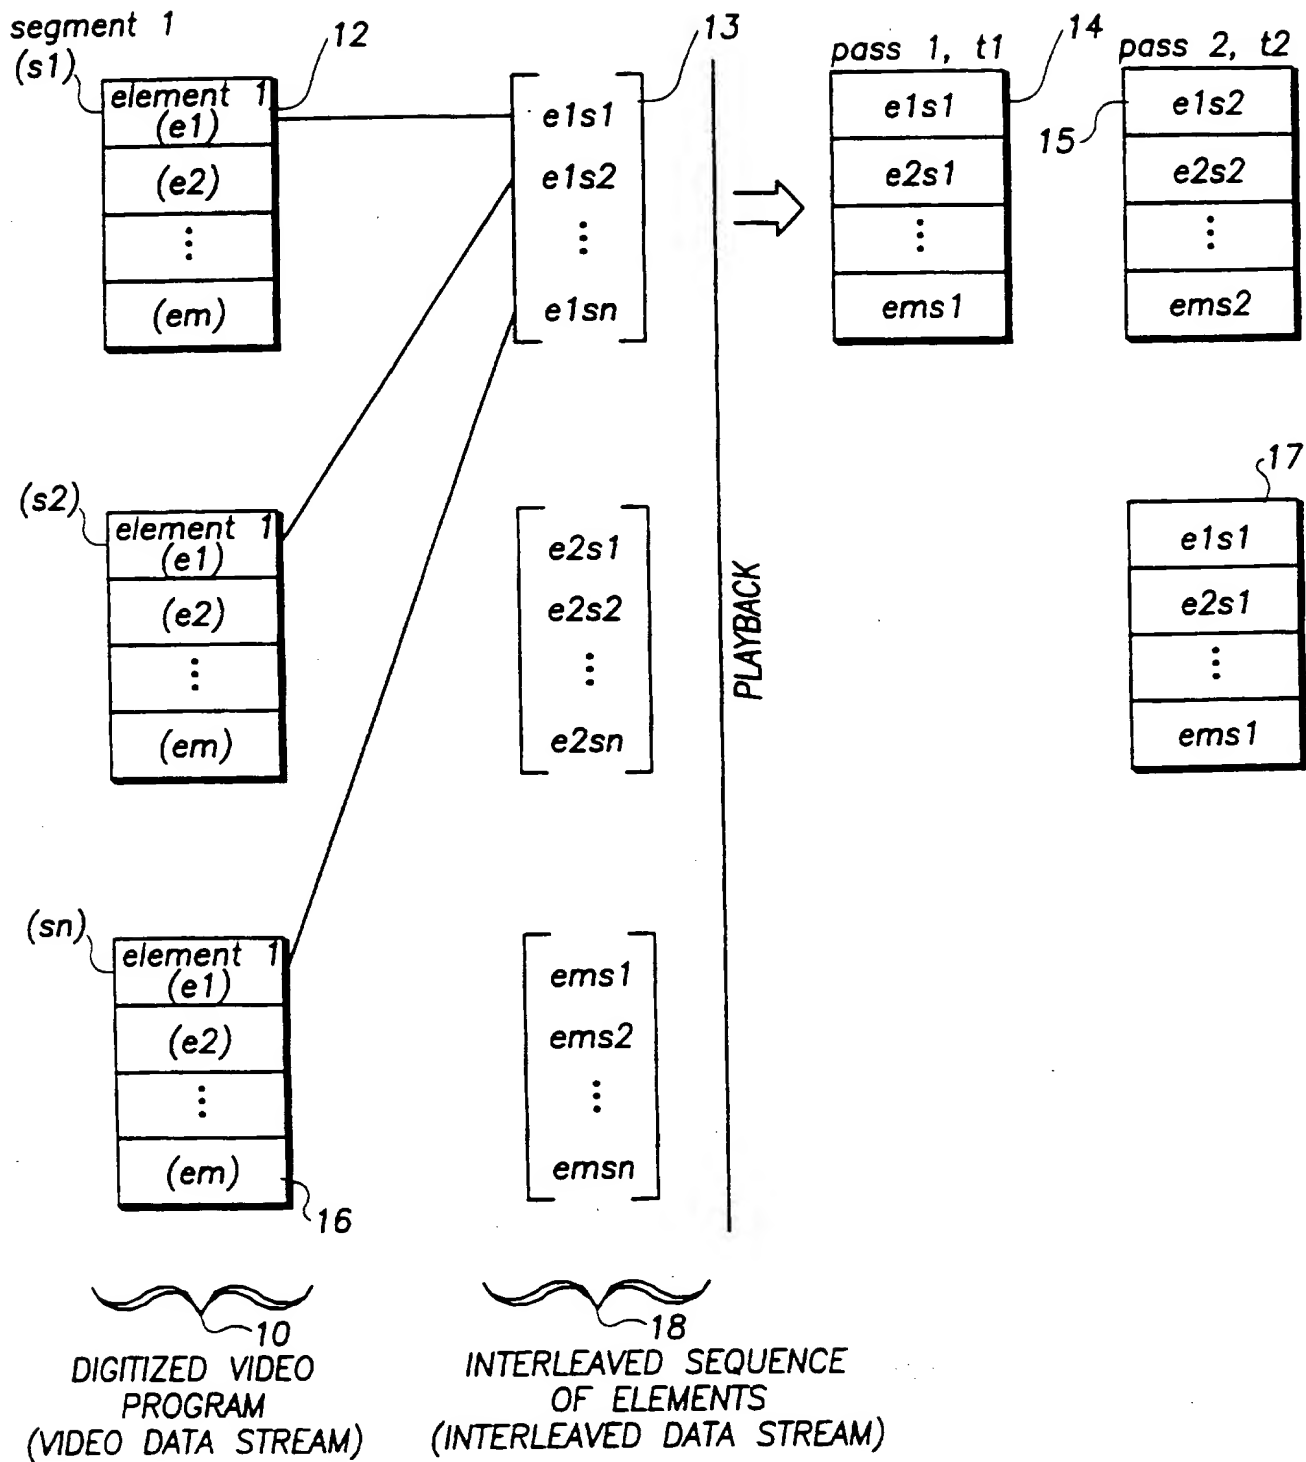 segment 1
(s1)
12
element 1
(e1)
(e2)
⋮
(em)
13
e1s1
e1s2
⋮
e1sn
pass 1, t1
14
e1s1
e2s1
⋮
ems1
pass 2, t2
15
e1s2
e2s2
⋮
ems2
(s2)
element 1
(e1)
(e2)
⋮
(em)
e2s1
e2s2
⋮
e2sn
PLAYBACK
17
e1s1
e2s1
⋮
ems1
(sn)
element 1
(e1)
(e2)
⋮
(em)
16
ems1
ems2
⋮
emsn
10
DIGITIZED VIDEO
PROGRAM
(VIDEO DATA STREAM)
18
INTERLEAVED SEQUENCE
OF ELEMENTS
(INTERLEAVED DATA STREAM)